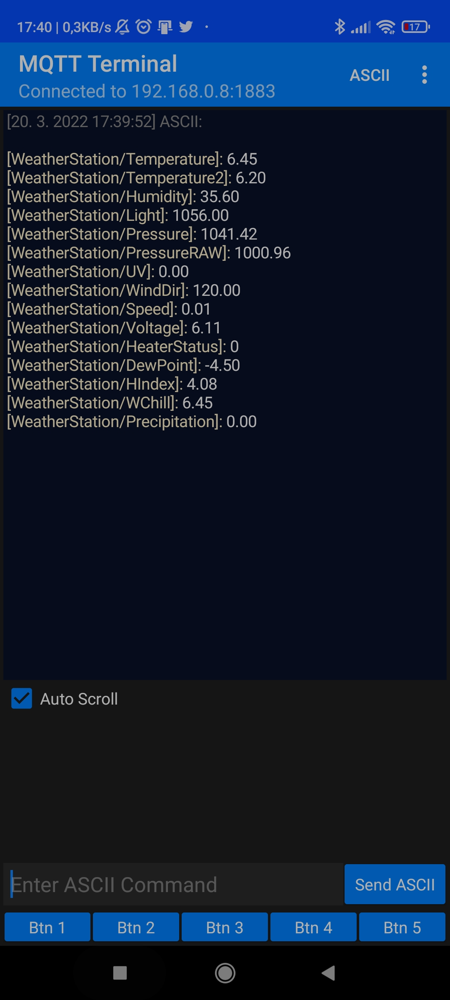 17:40 | 0,3KB/s
17
MQTT Terminal
ASCII
Connected to 192.168.0.8:1883
[20. 3. 2022 17:39:52] ASCII:
[WeatherStation/Temperature]: 6.45
[WeatherStation/Temperature2]: 6.20
[WeatherStation/Humidity]: 35.60
[WeatherStation/Light]: 1056.00
[WeatherStation/Pressure]: 1041.42
[WeatherStation/PressureRAW]: 1000.96
[WeatherStation/UV]: 0.00
[WeatherStation/WindDir]: 120.00
[WeatherStation/Speed]: 0.01
[WeatherStation/Voltage]: 6.11
[WeatherStation/HeaterStatus]: 0
[WeatherStation/DewPoint]: -4.50
[WeatherStation/HIndex]: 4.08
[WeatherStation/WChill]: 6.45
[WeatherStation/Precipitation]: 0.00
Auto Scroll
Enter ASCII Command
Send ASCII
Btn 1
Btn 2
Btn 3
Btn 4
Btn 5